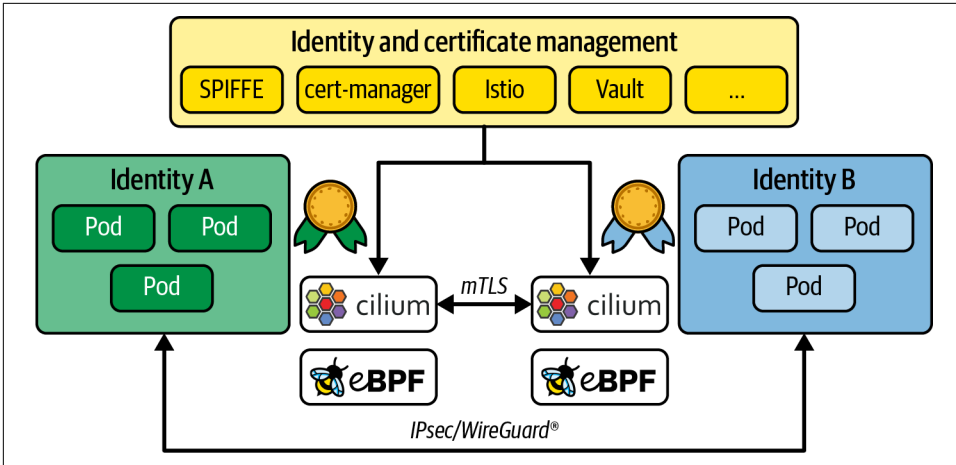 Identity and certificate management
SPIFFE
cert-manager
Istio
Vault
...
Identity A
Pod
Pod
Pod
Identity B
Pod
Pod
Pod
cilium
mTLS
cilium
eBPF
eBPF
IPsec/WireGuard®